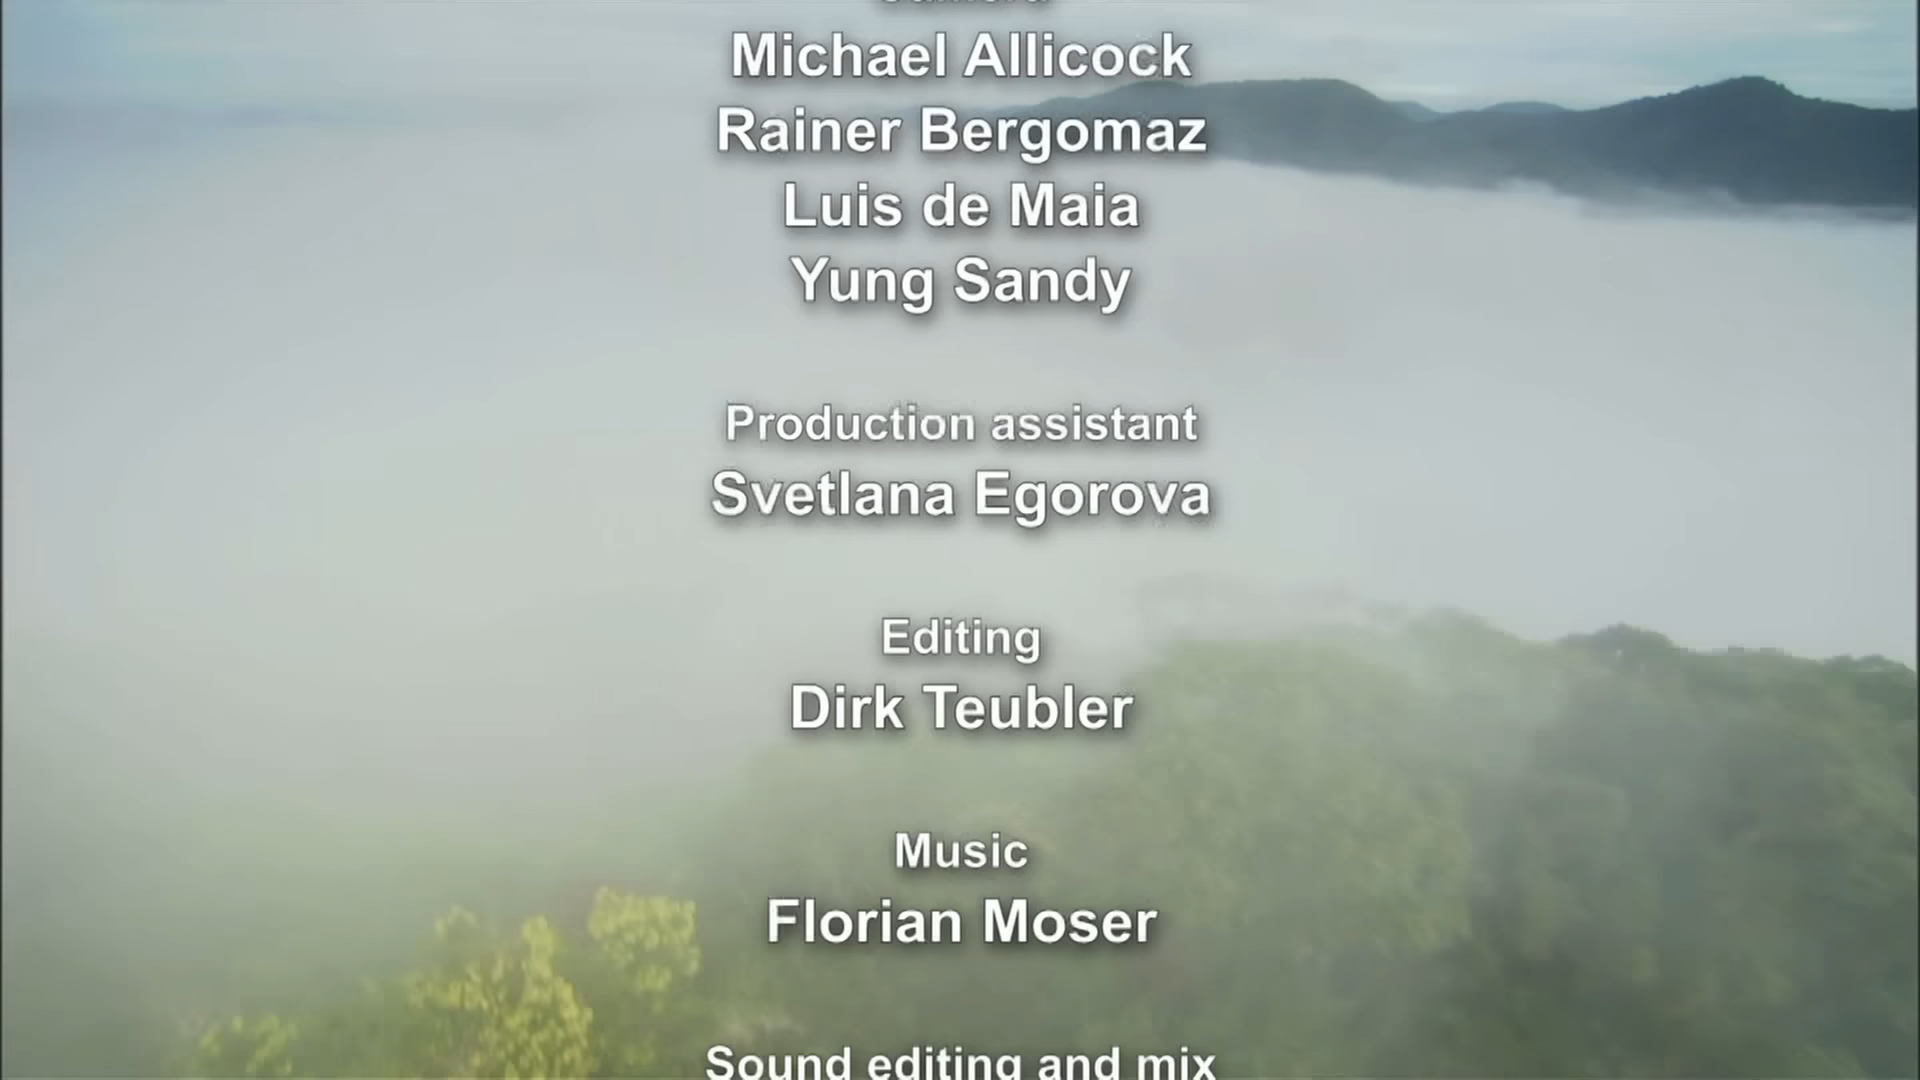 Michael Allicock
Rainer Bergomaz
Luis de Maia
Yung Sandy
Production assistant
Svetlana Egorova
Editing
Dirk Teubler
Music
Florian Moser
Sound editing and mix